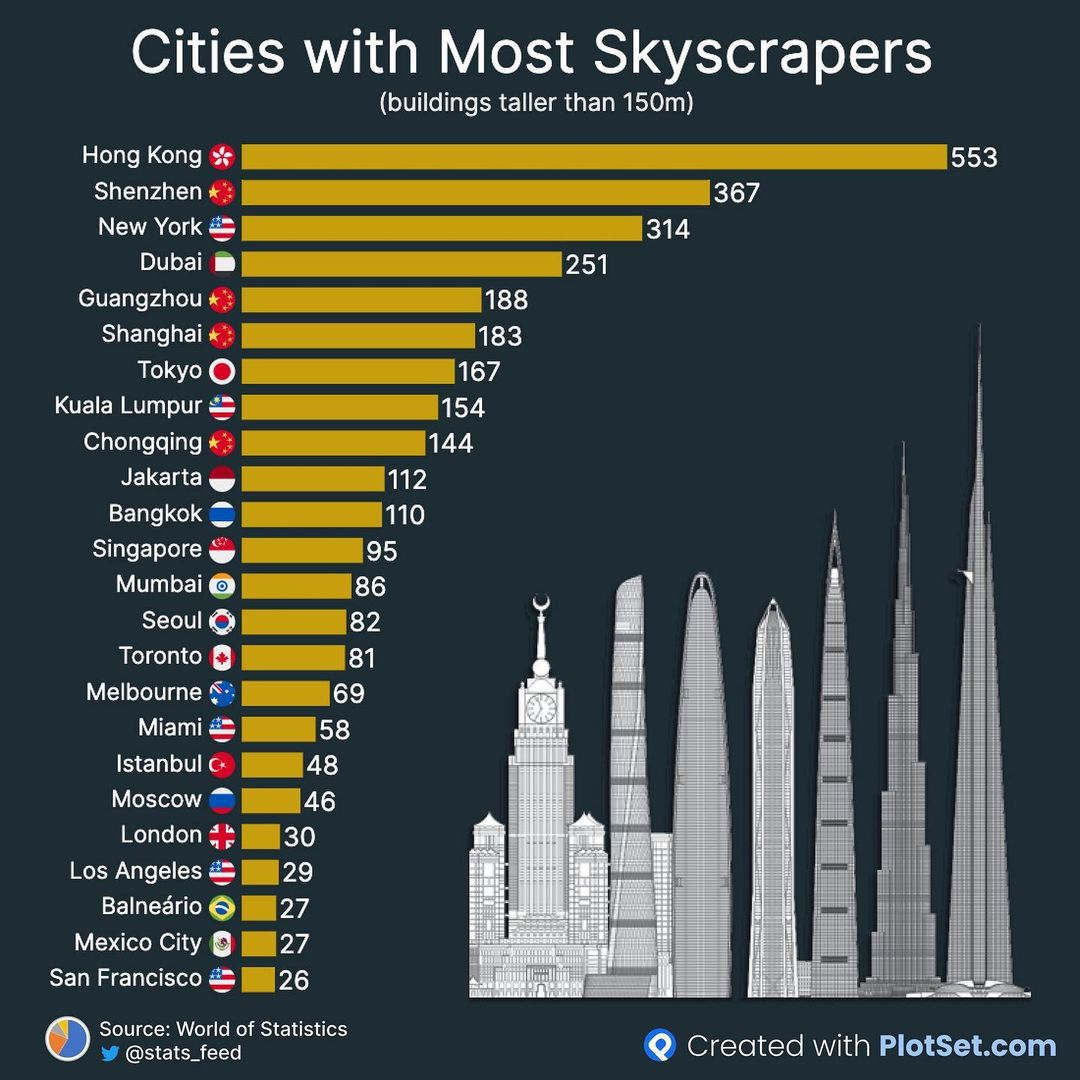 Cities with Most Skyscrapers
(buildings taller than 150m)
Hong Kong 553
Shenzhen 367
New York 314
Dubai 251
Guangzhou 188
Shanghai 183
Tokyo 167
Kuala Lumpur 154
Chongqing 144
Jakarta 112
Bangkok 110
Singapore 95
Mumbai 86
Seoul 82
Toronto 81
Melbourne 69
Miami 58
Istanbul 48
Moscow 46
London 30
Los Angeles 29
Balneário 27
Mexico City 27
San Francisco 26
Source: World of Statistics
@stats_feed
Created with PlotSet.com